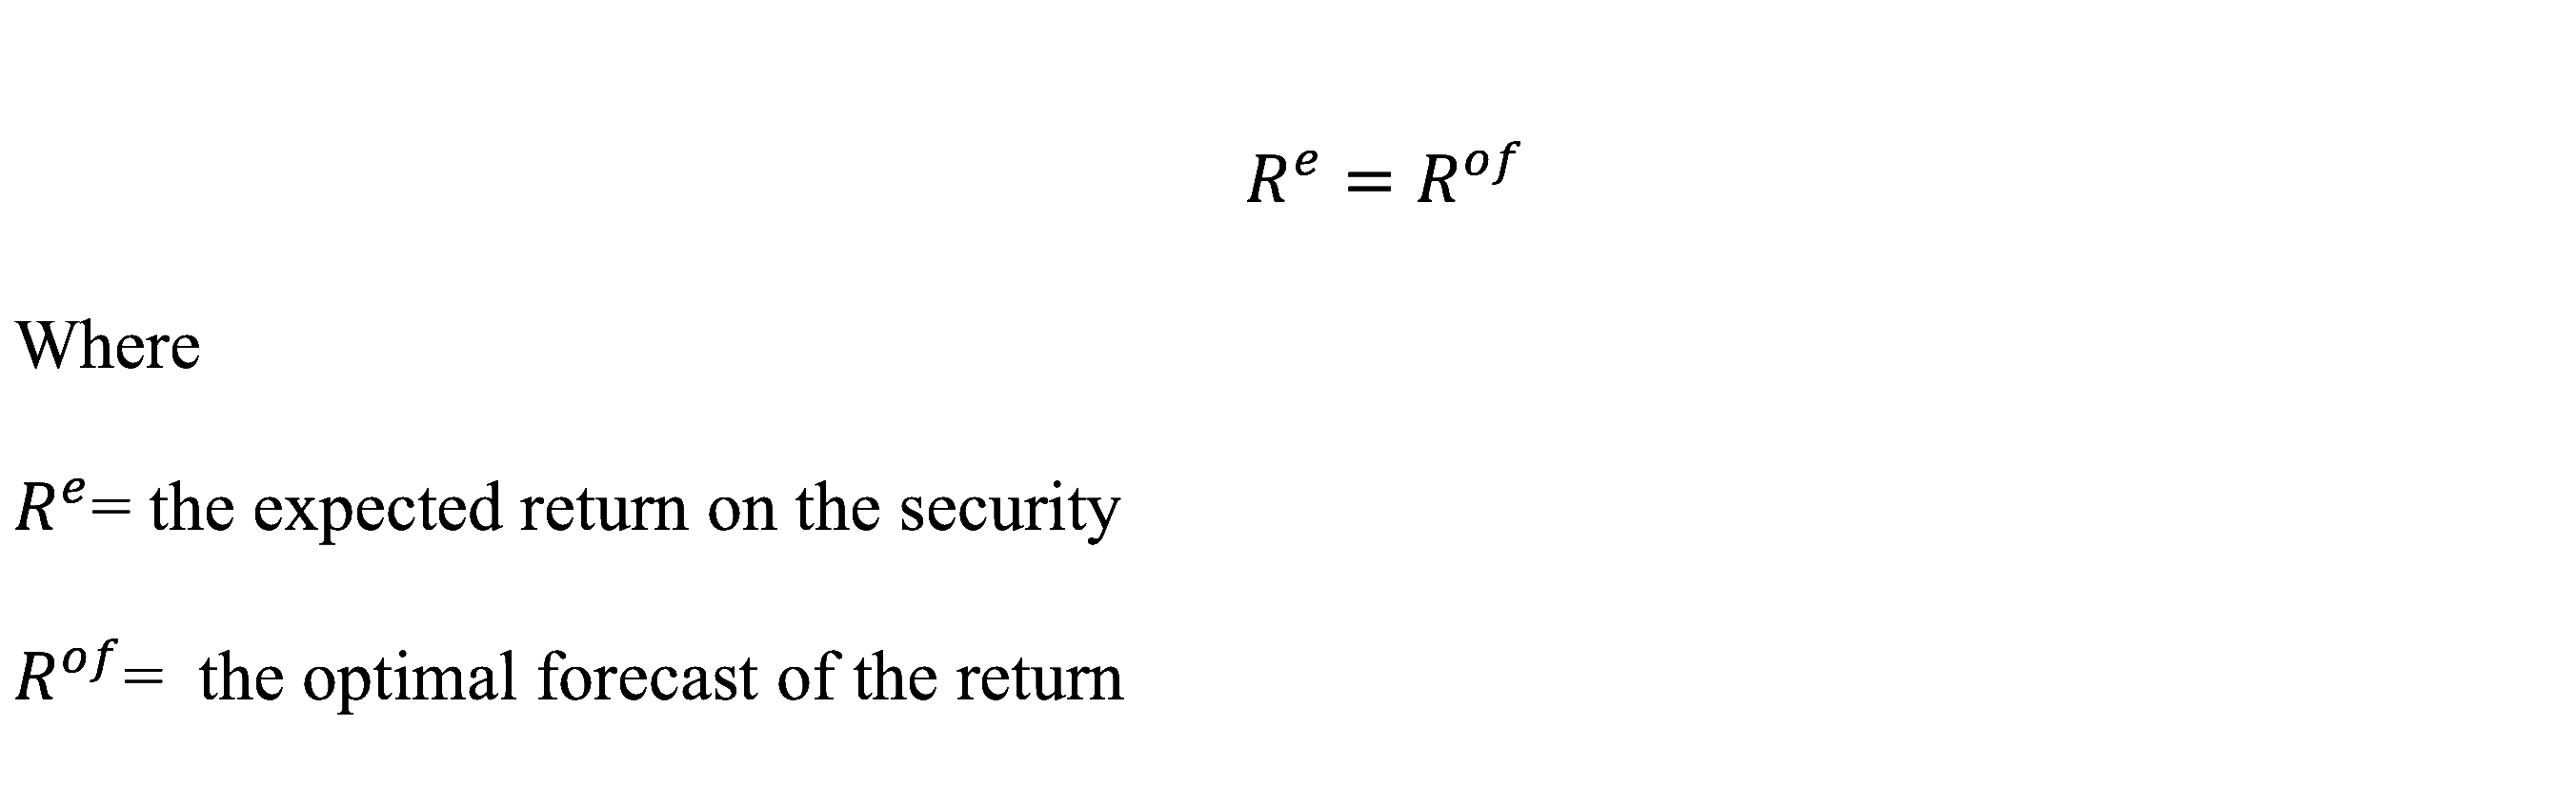 Rᵉ = Rᵒᶠ
Where
Rᵉ= the expected return on the security
Rᵒᶠ= the optimal forecast of the return